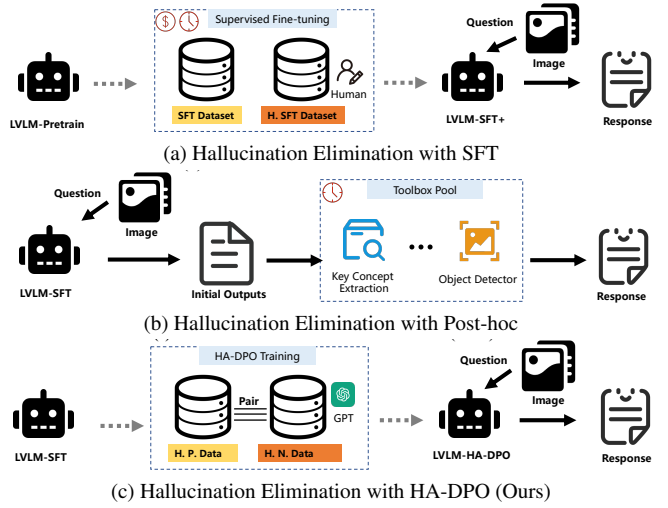 Supervised Fine-tuning
Question
Image
Human
SFT Dataset
H. SFT Dataset
LVLM-Pretrain
LVLM-SFT+
Response
(a) Hallucination Elimination with SFT
Question
Image
Toolbox Pool
Key Concept
Extraction
Object Detector
LVLM-SFT
Initial Outputs
Response
(b) Hallucination Elimination with Post-hoc
HA-DPO Training
Question
Image
Pair
GPT
H. P. Data
H. N. Data
LVLM-SFT
LVLM-HA-DPO
Response
(c) Hallucination Elimination with HA-DPO (Ours)